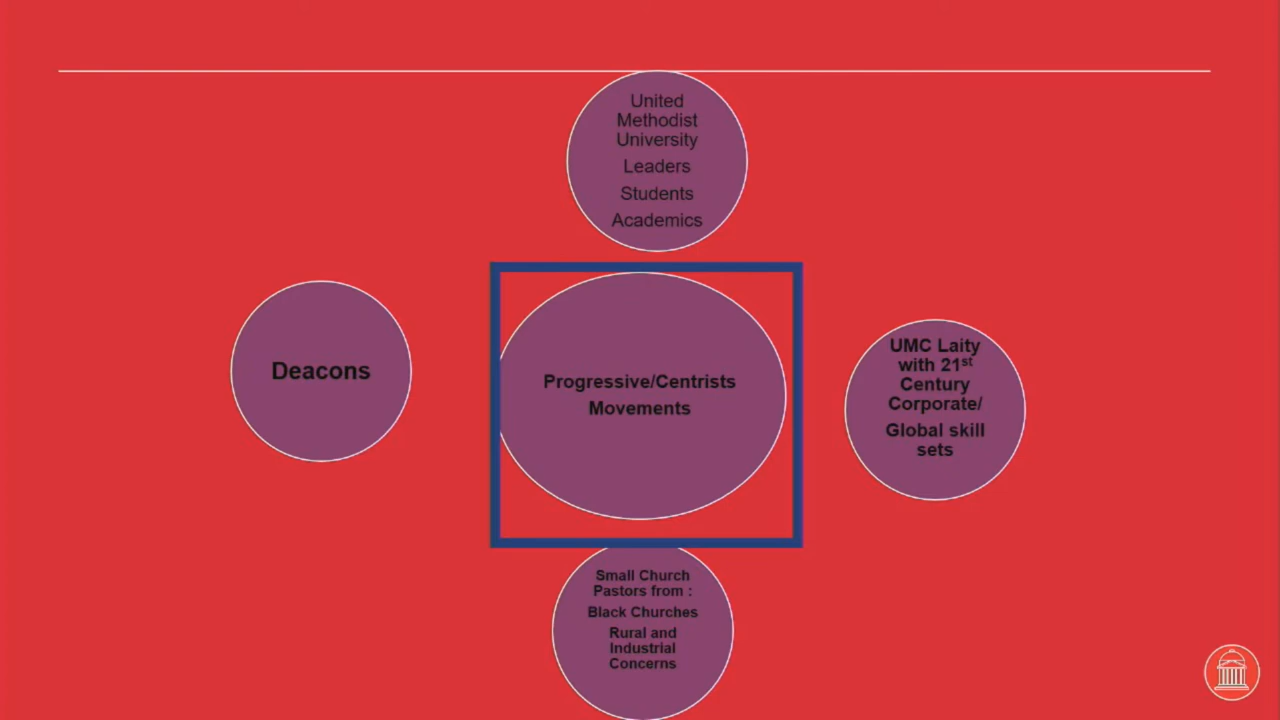 United
Methodist
University
Leaders
Students
Academics
Deacons
Progressive/Centrists
Movements
UMC Laity
with 21st
Century
Corporate/
Global skill
sets
Small Church
Pastors from :
Black Churches
Rural and
Industrial
Concerns